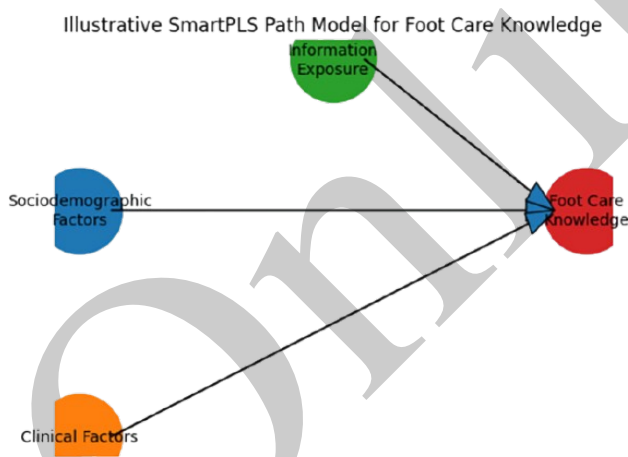 Illustrative SmartPLS Path Model for Foot Care Knowledge
Information
Exposure
Sociodemographic
Factors
Foot Care
Knowledge
Clinical Factors